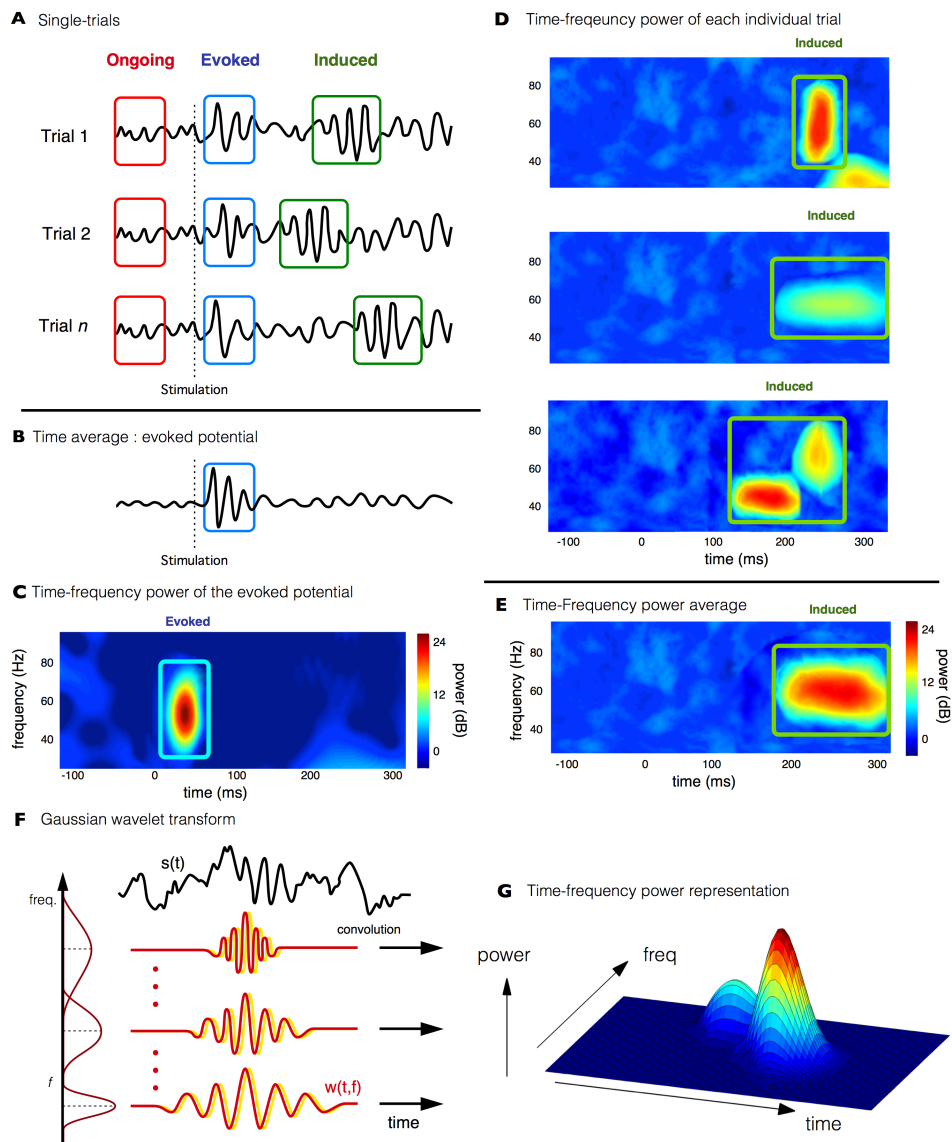 A Single-trials
Ongoing Evoked Induced
Trial 1
Trial 2
Trial n
Stimulation
B Time average : evoked potential
Stimulation
C Time-frequency power of the evoked potential
Evoked
frequency (Hz)
80
60
40
-100 0 100 200 300
time (ms)
24
12
0
power (dB)
D Time-freqeuncy power of each individual trial
Induced
80
60
40
Induced
80
60
40
Induced
80
60
40
-100 0 100 200 300
time (ms)
E Time-Frequency power average
Induced
frequency (Hz)
80
60
40
-100 0 100 200 300
time (ms)
24
12
0
power (dB)
F Gaussian wavelet transform
freq.
s(t)
convolution
f
w(t,f)
time
G Time-frequency power representation
power
freq
time